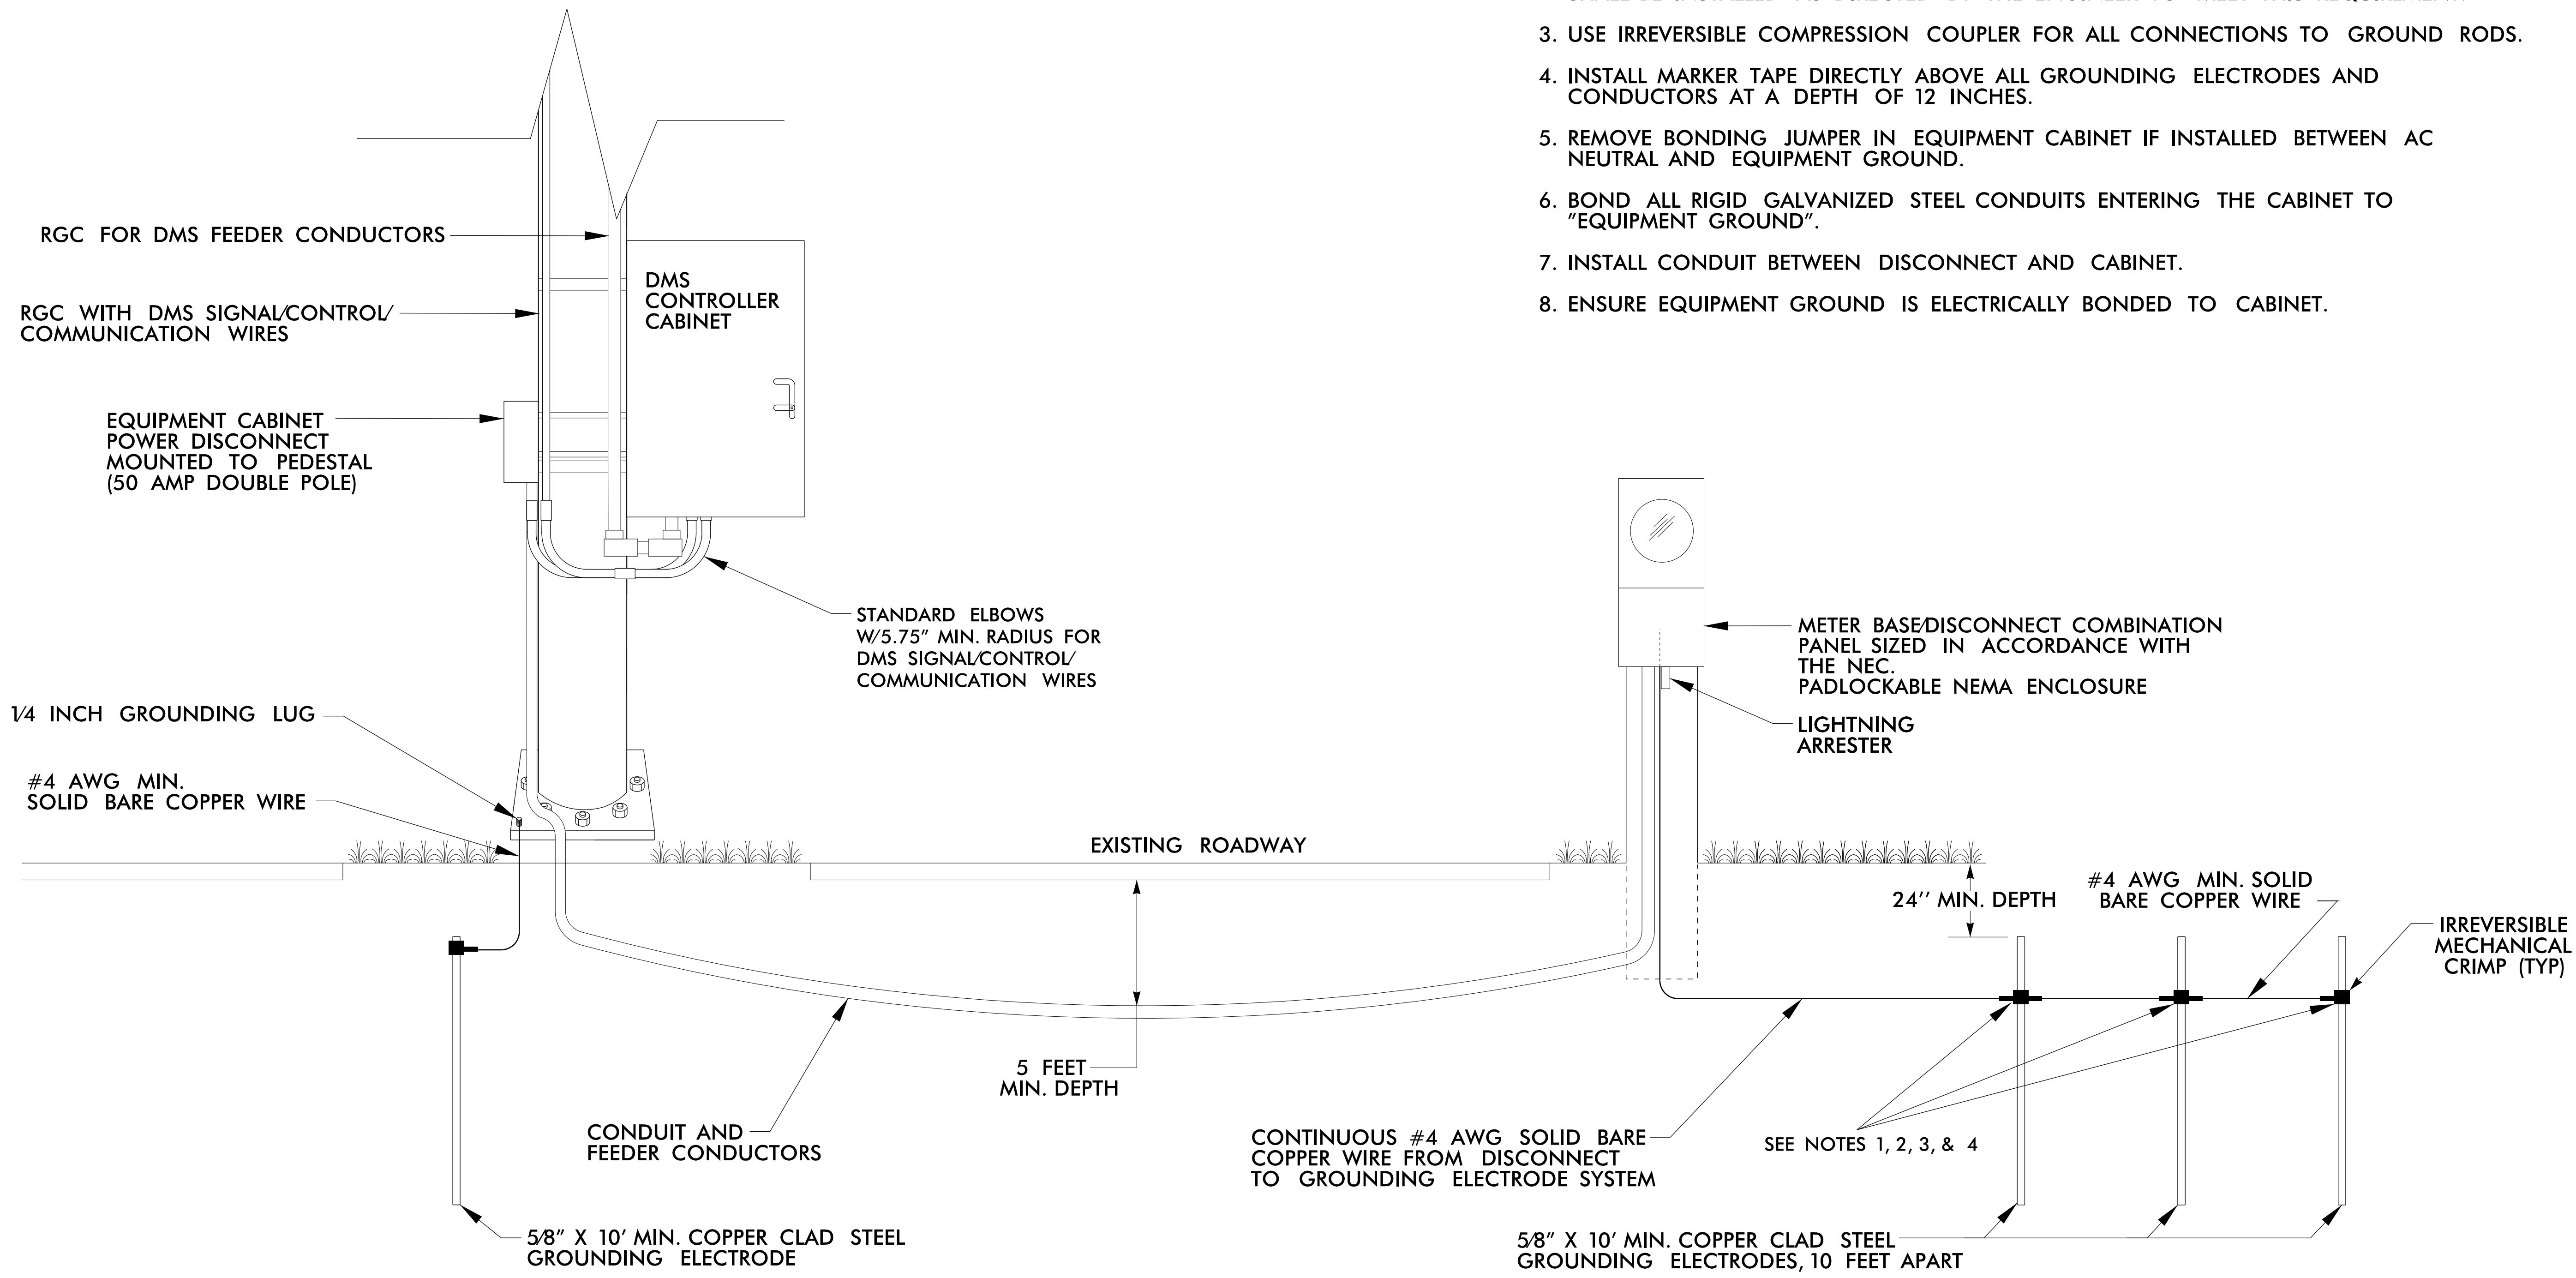 3. USE IRREVERSIBLE COMPRESSION COUPLER FOR ALL CONNECTIONS TO GROUND RODS.
4. INSTALL MARKER TAPE DIRECTLY ABOVE ALL GROUNDING ELECTRODES AND
CONDUCTORS AT A DEPTH OF 12 INCHES.
5. REMOVE BONDING JUMPER IN EQUIPMENT CABINET IF INSTALLED BETWEEN AC
NEUTRAL AND EQUIPMENT GROUND.
6. BOND ALL RIGID GALVANIZED STEEL CONDUITS ENTERING THE CABINET TO
"EQUIPMENT GROUND".
7. INSTALL CONDUIT BETWEEN DISCONNECT AND CABINET.
8. ENSURE EQUIPMENT GROUND IS ELECTRICALLY BONDED TO CABINET.
RGC FOR DMS FEEDER CONDUCTORS
DMS
CONTROLLER
CABINET
RGC WITH DMS SIGNAL/CONTROL/
COMMUNICATION WIRES
EQUIPMENT CABINET
POWER DISCONNECT
MOUNTED TO PEDESTAL
(50 AMP DOUBLE POLE)
STANDARD ELBOWS
W/5.75" MIN. RADIUS FOR
DMS SIGNAL/CONTROL/
COMMUNICATION WIRES
METER BASE/DISCONNECT COMBINATION
PANEL SIZED IN ACCORDANCE WITH
THE NEC.
PADLOCKABLE NEMA ENCLOSURE
LIGHTNING
ARRESTER
1/4 INCH GROUNDING LUG
#4 AWG MIN.
SOLID BARE COPPER WIRE
EXISTING ROADWAY
24'' MIN. DEPTH
#4 AWG MIN. SOLID
BARE COPPER WIRE
IRREVERSIBLE
MECHANICAL
CRIMP (TYP)
5 FEET
MIN. DEPTH
CONDUIT AND
FEEDER CONDUCTORS
CONTINUOUS #4 AWG SOLID BARE
COPPER WIRE FROM DISCONNECT
TO GROUNDING ELECTRODE SYSTEM
SEE NOTES 1, 2, 3, & 4
5/8" X 10' MIN. COPPER CLAD STEEL
GROUNDING ELECTRODE
5/8" X 10' MIN. COPPER CLAD STEEL
GROUNDING ELECTRODES, 10 FEET APART